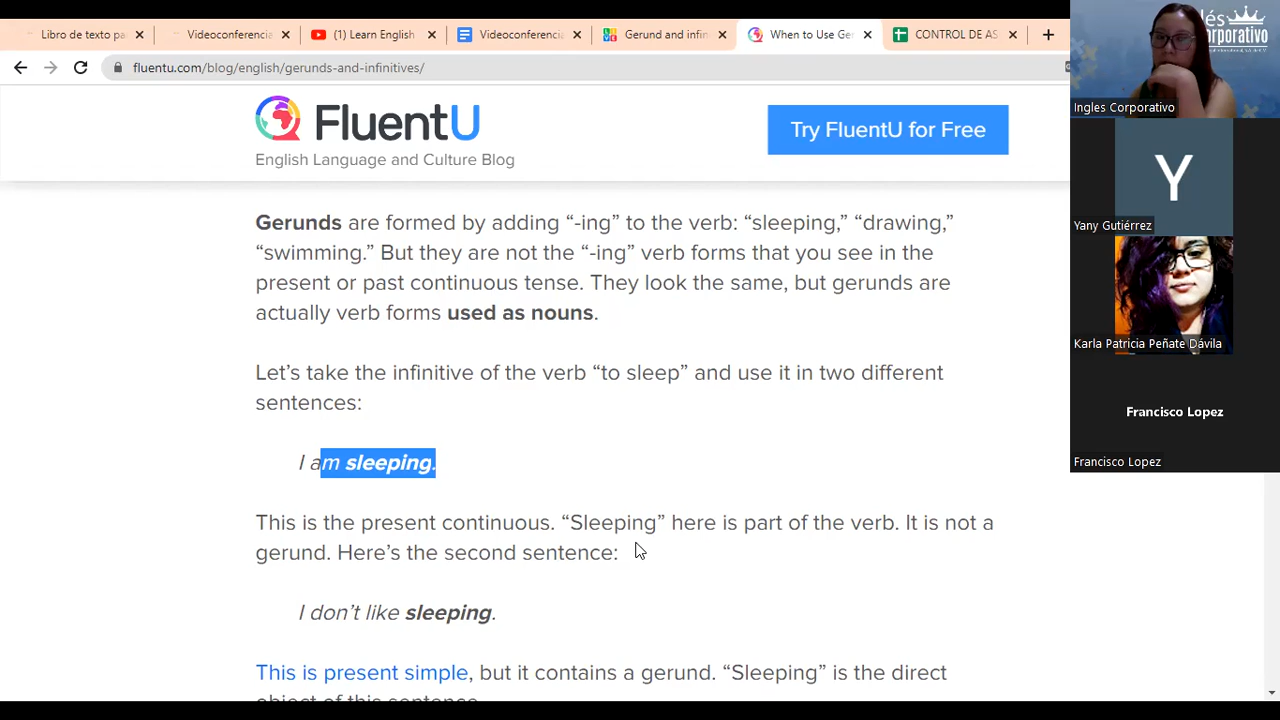 Libro de texto pa
Videoconferencia
(1) Learn English
Videoconferenc
Gerund and infin
When to Use Ger
CONTROL DE AS
fluentu.com/blog/english/gerunds-and-infinitives/
FluentU
English Language and Culture Blog
Try FluentU for Free
Gerunds are formed by adding “-ing” to the verb: “sleeping,” “drawing,”
“swimming.” But they are not the “-ing” verb forms that you see in the
present or past continuous tense. They look the same, but gerunds are
actually verb forms used as nouns.
Let’s take the infinitive of the verb “to sleep” and use it in two different
sentences:
I am sleeping.
This is the present continuous. “Sleeping” here is part of the verb. It is not a
gerund. Here’s the second sentence:
I don’t like sleeping.
This is present simple, but it contains a gerund. “Sleeping” is the direct
object of this sentence.
Ingles Corporativo
Y
Yany Gutiérrez
Karla Patricia Peñate Dávila
Francisco Lopez
Francisco Lopez